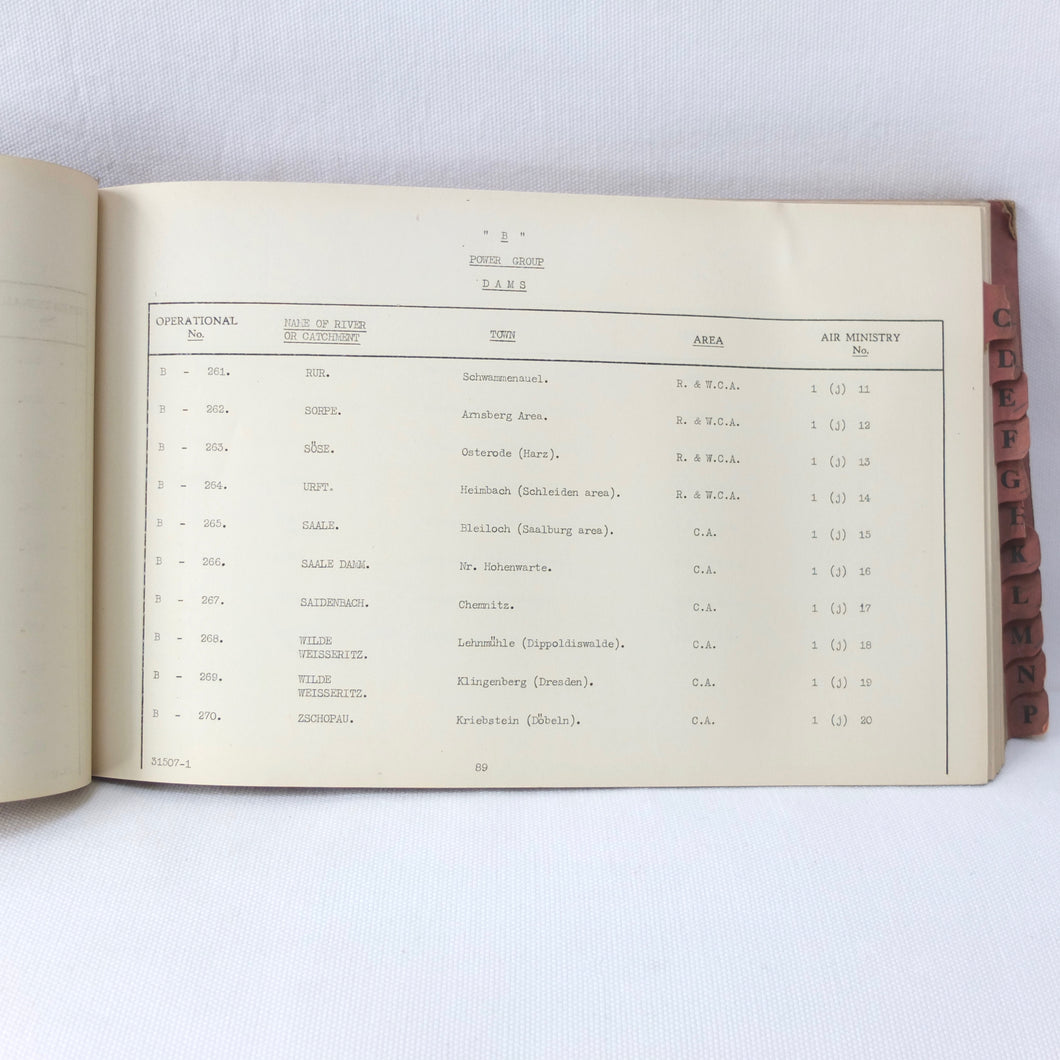 " B "
POWER GROUP
DAMS
OPERATIONAL No. NAME OF RIVER OR CATCHMENT TOWN AREA AIR MINISTRY No.
B - 261. RUR. Schwammenauel. R. & W.C.A. 1 (j) 11
B - 262. SORPE. Arnsberg Area. R. & W.C.A. 1 (j) 12
B - 263. SÖSE. Osterode (Harz). R. & W.C.A. 1 (j) 13
B - 264. URFT. Heimbach (Schleiden area). R. & W.C.A. 1 (j) 14
B - 265. SAALE. Bleiloch (Saalburg area). C.A. 1 (j) 15
B - 266. SAALE DAMM. Nr. Hohenwarte. C.A. 1 (j) 16
B - 267. SAIDENBACH. Chemnitz. C.A. 1 (j) 17
B - 268. WILDE WEISSERITZ. Lehnmühle (Dippoldiswalde). C.A. 1 (j) 18
B - 269. WILDE WEISSERITZ. Klingenberg (Dresden). C.A. 1 (j) 19
B - 270. ZSCHOPAU. Kriebstein (Döbeln). C.A. 1 (j) 20
31507-1 89
C
D
E
F
G
K
L
M
N
P